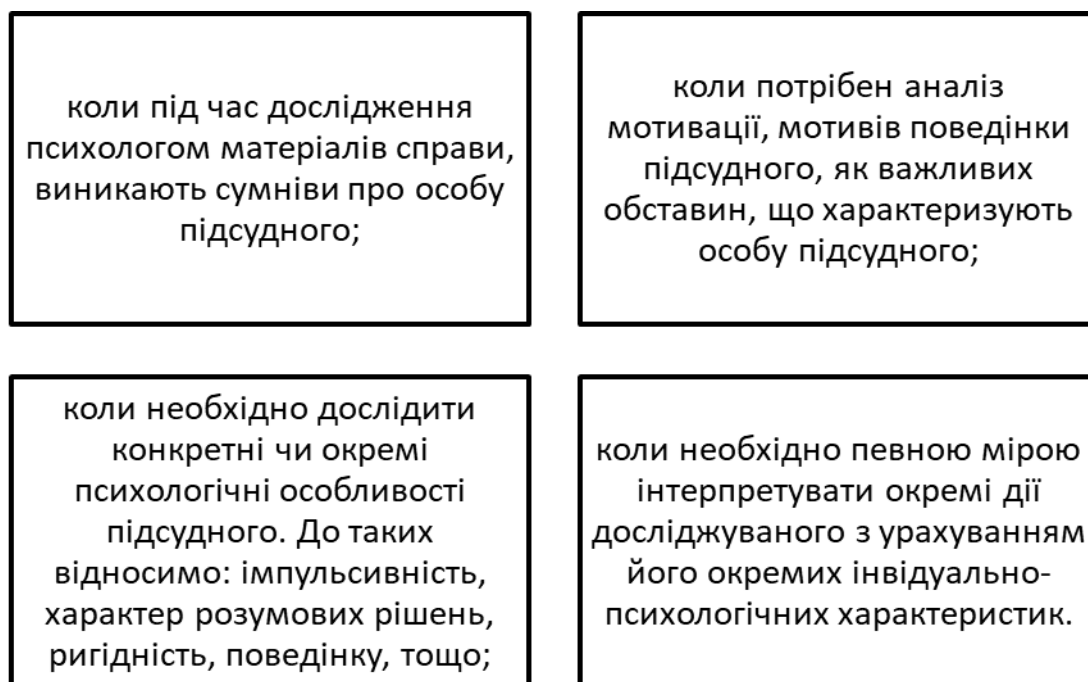 коли під час дослідження
психологом матеріалів справи,
виникають сумніви про особу
підсудного;
коли потрібен аналіз
мотивації, мотивів поведінки
підсудного, як важливих
обставин, що характеризують
особу підсудного;
коли необхідно дослідити
конкретні чи окремі
психологічні особливості
підсудного. До таких
відносимо: імпульсивність,
характер розумових рішень,
ригідність, поведінку, тощо;
коли необхідно певною мірою
інтерпретувати окремі дії
досліджуваного з урахуванням
його окремих інвідуально-
психологічних характеристик.